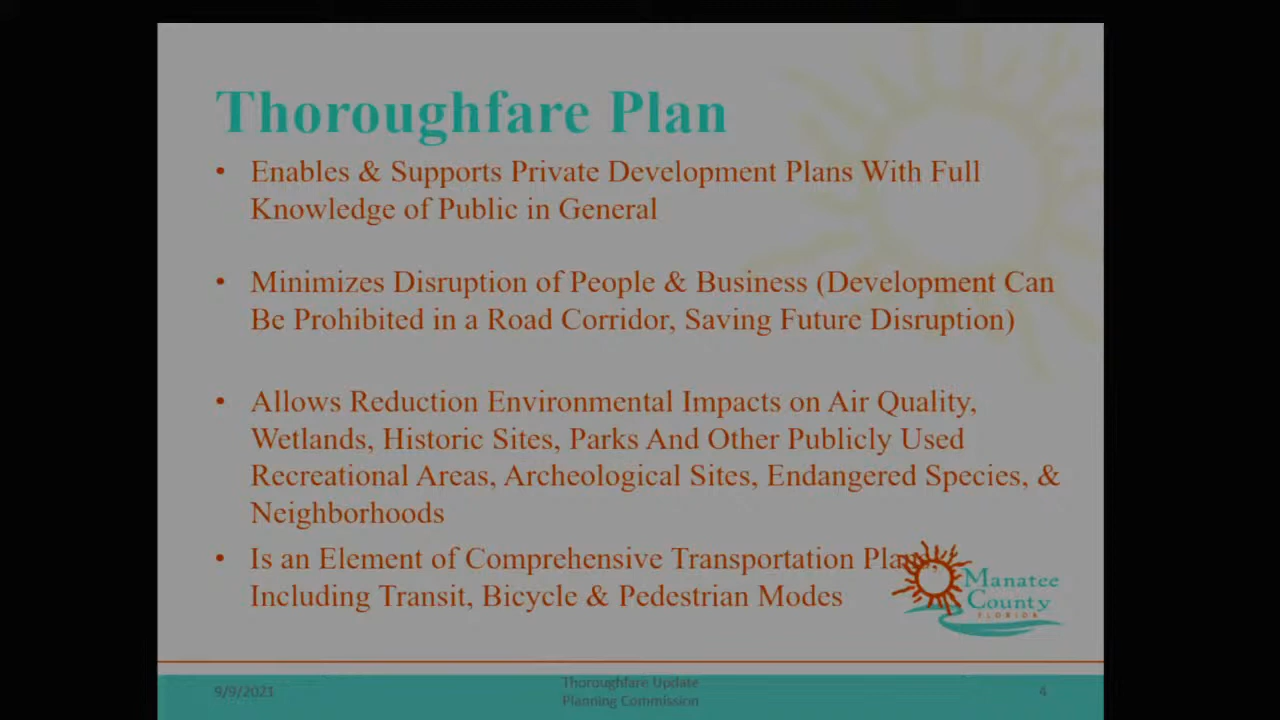 Thoroughfare Plan
• Enables & Supports Private Development Plans With Full
Knowledge of Public in General
• Minimizes Disruption of People & Business (Development Can
Be Prohibited in a Road Corridor, Saving Future Disruption)
• Allows Reduction Environmental Impacts on Air Quality,
Wetlands, Historic Sites, Parks And Other Publicly Used
Recreational Areas, Archeological Sites, Endangered Species, &
Neighborhoods
• Is an Element of Comprehensive Transportation Plan,
Including Transit, Bicycle & Pedestrian Modes
Manatee
County
FLORIDA
9/9/2021
Thoroughfare Update
Planning Commission
4